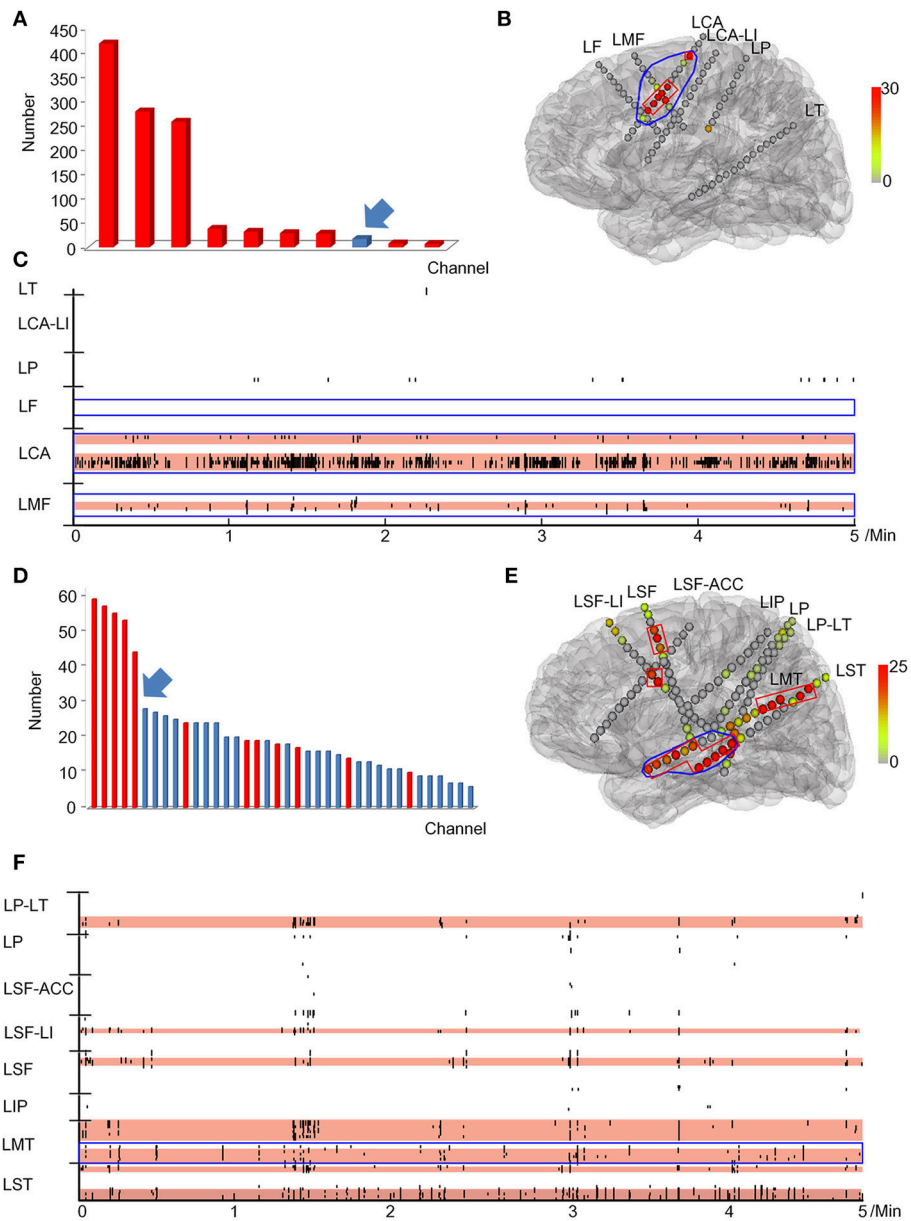 A
450
400
350
300
250
200
150
100
50
0
Number
Channel
B
LF
LMF
LCA
LCA-LI
LP
LT
30
0
C
LT
LCA-LI
LP
LF
LCA
LMF
0 1 2 3 4 5 /Min
D
60
50
40
30
20
10
0
Number
Channel
E
LSF-LI
LSF
LSF-ACC
LIP
LP
LP-LT
LMT
LST
25
0
F
LP-LT
LP
LSF-ACC
LSF-LI
LSF
LIP
LMT
LST
0 1 2 3 4 5 /Min